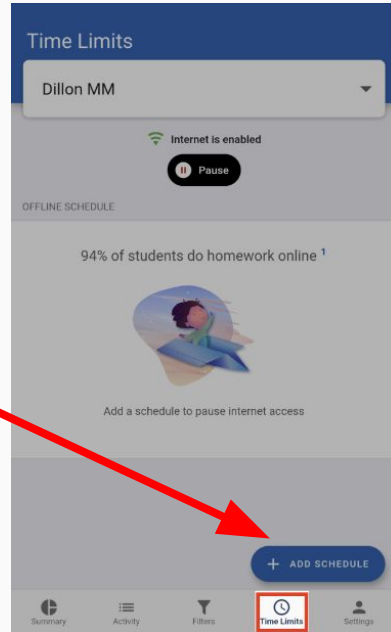 Time Limits
Dillon MM
Internet is enabled
Pause
OFFLINE SCHEDULE
94% of students do homework online 1
Add a schedule to pause internet access
+ ADD SCHEDULE
Summary Activity Filters Time Limits Settings